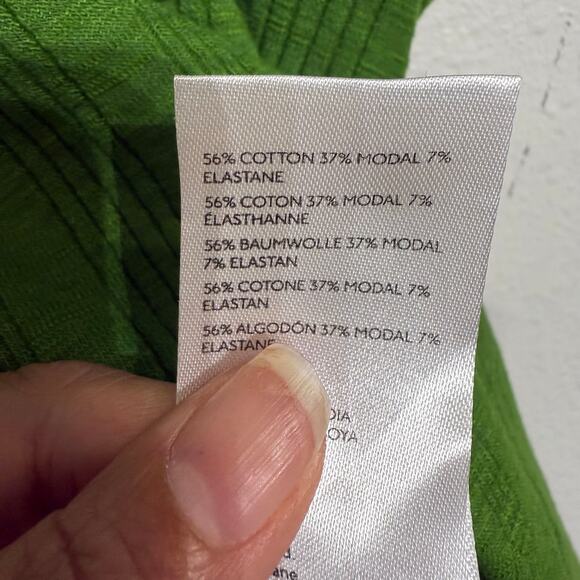 56% COTTON 37% MODAL 7%
ELASTANE
56% COTON 37% MODAL 7%
ÉLASTHANNE
56% BAUMWOLLE 37% MODAL
7% ELASTAN
56% COTONE 37% MODAL 7%
ELASTAN
56% ALGODÓN 37% MODAL 7%
ELASTANE